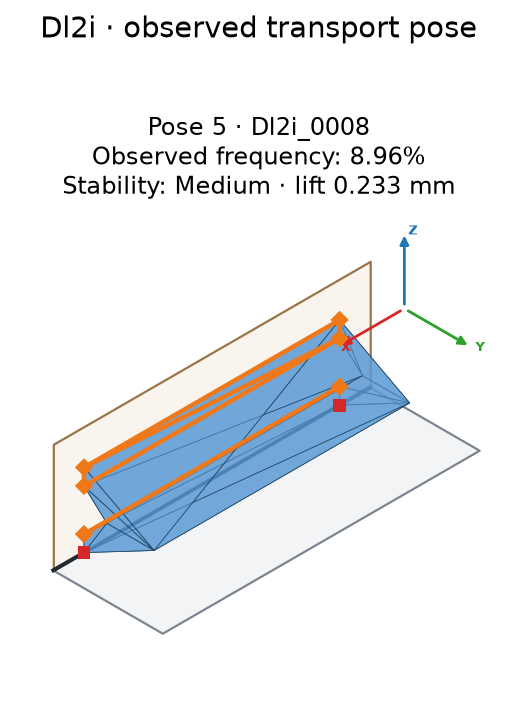 Dl2i · observed transport pose
Pose 5 · Dl2i_0008
Observed frequency: 8.96%
Stability: Medium · lift 0.233 mm
Z
X
Y